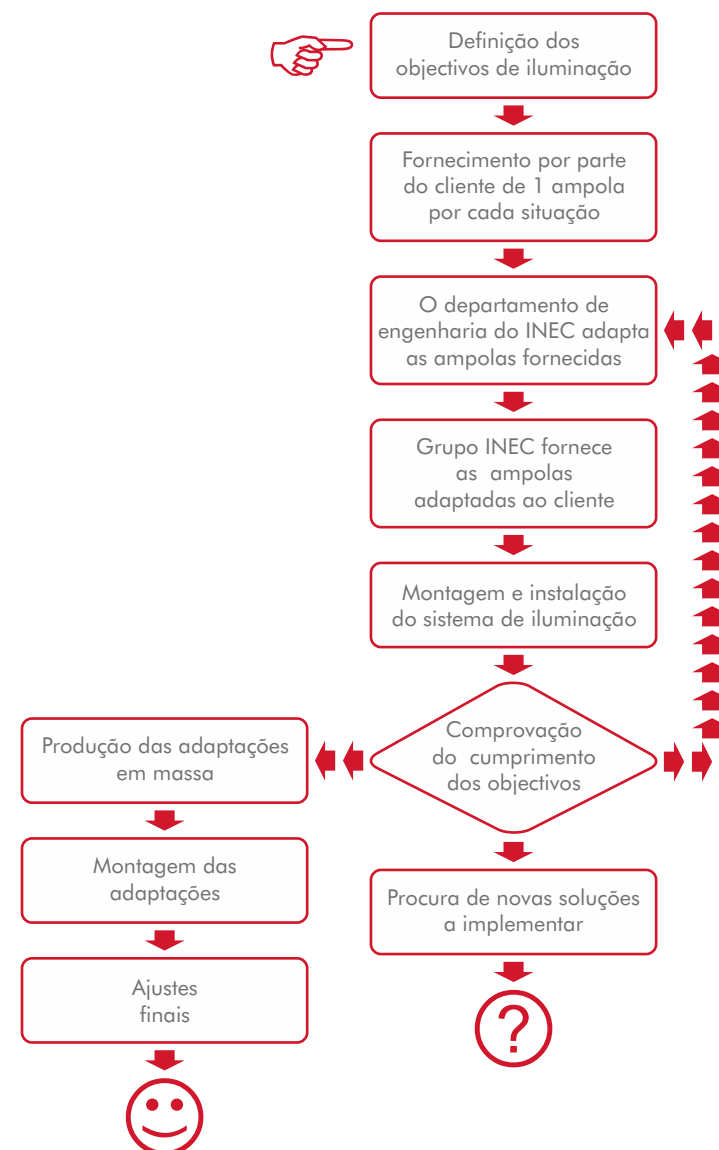 Definição dos
objectivos de iluminação
Fornecimento por parte
do cliente de 1 ampola
por cada situação
O departamento de
engenharia do INEC adapta
as ampolas fornecidas
Grupo INEC fornece
as ampolas
adaptadas ao cliente
Montagem e instalação
do sistema de iluminação
Comprovação
do cumprimento
dos objectivos
Produção das adaptações
em massa
Montagem das
adaptações
Ajustes
finais
Procura de novas soluções
a implementar
?